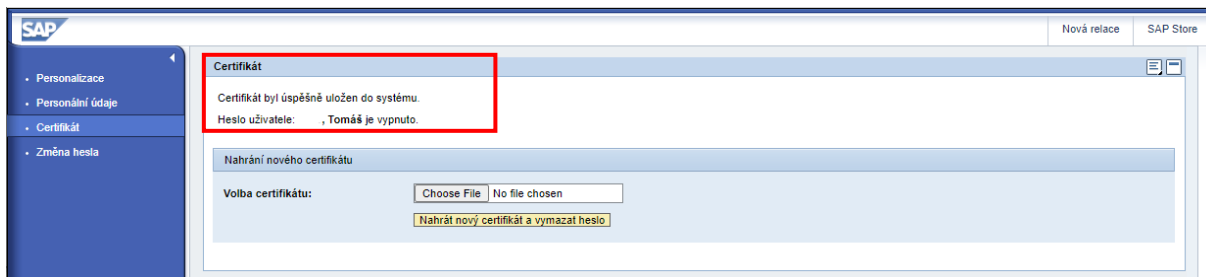 SAP
Nová relace
SAP Store
Personalizace
Personální údaje
Certifikát
Změna hesla
Certifikát
Certifikát byl úspěšně uložen do systému.
Heslo uživatele: , Tomáš je vypnuto.
Nahrání nového certifikátu
Volba certifikátu: Choose File No file chosen
Nahrát nový certifikát a vymazat heslo